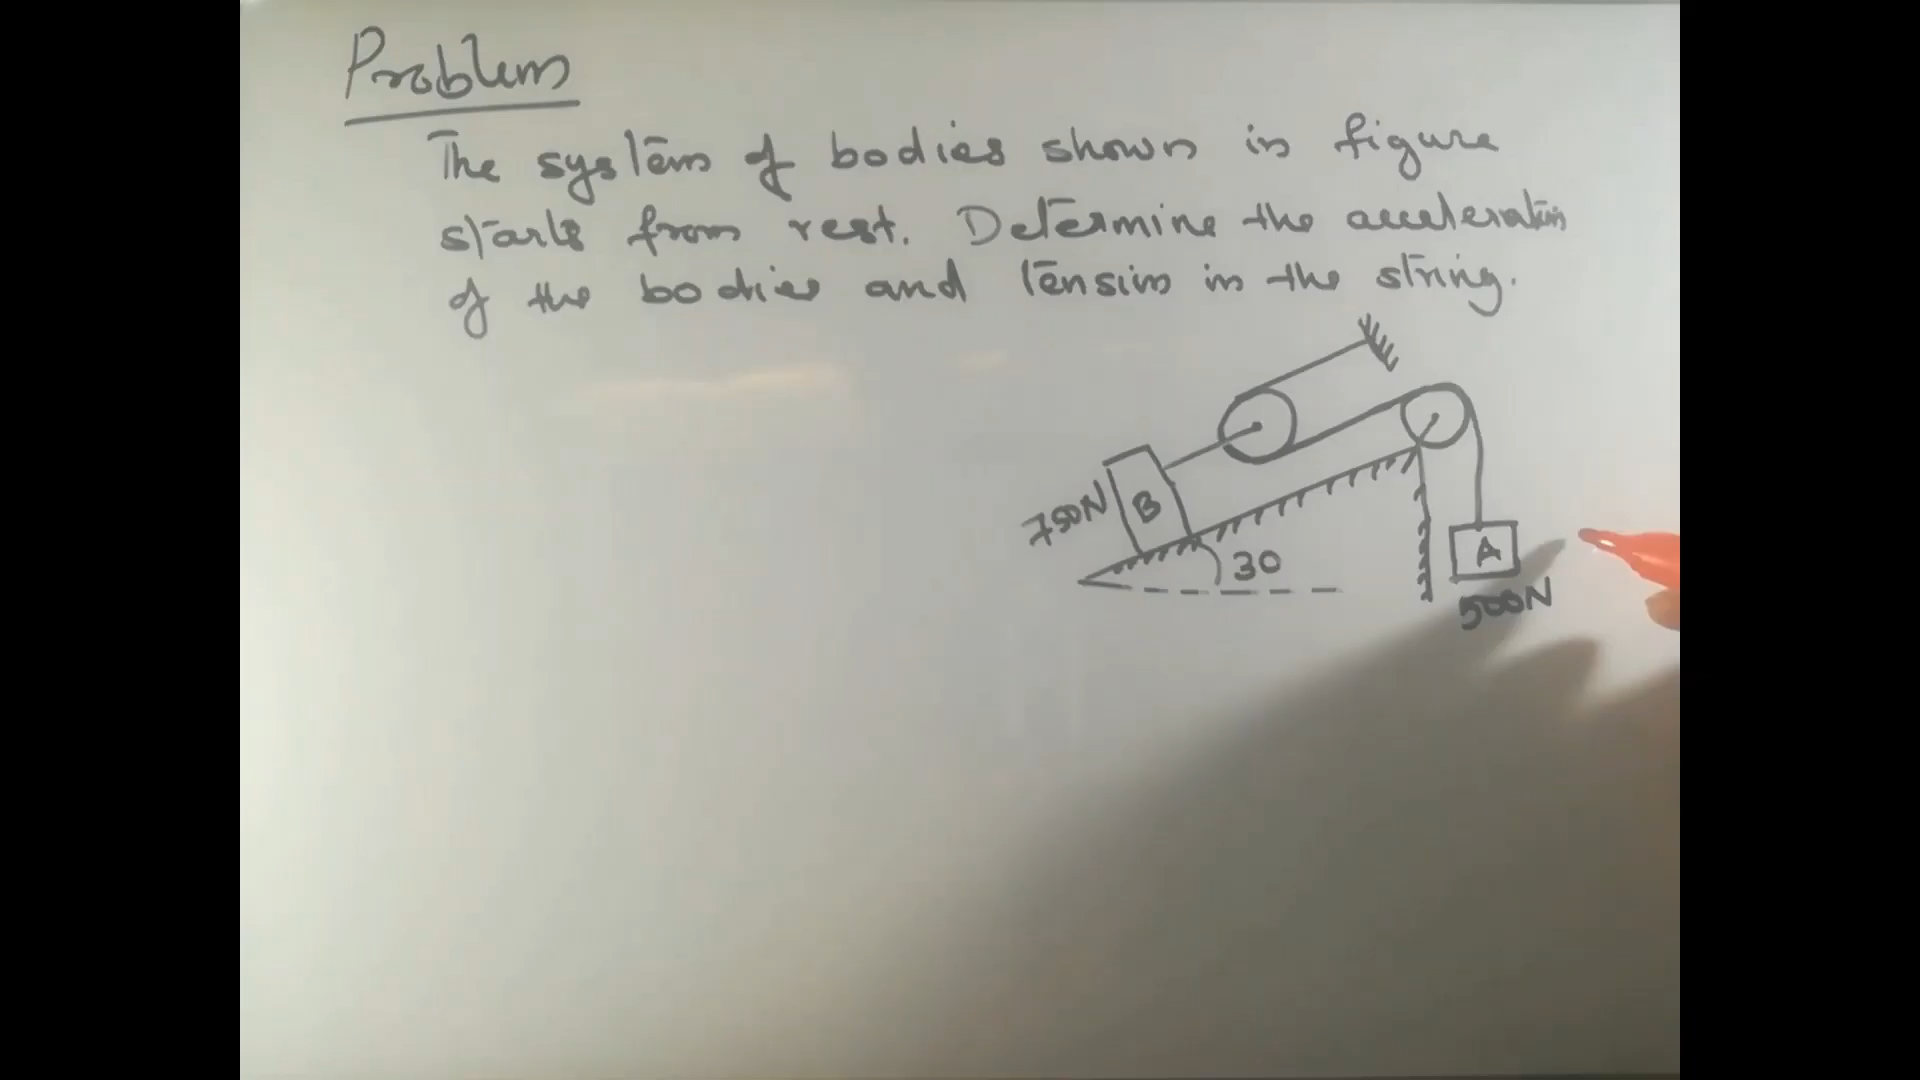 Problem
The system of bodies shown in figure
starts from rest. Determine the acceleration
of the bodies and tension in the string.
750N
B
30
A
500N